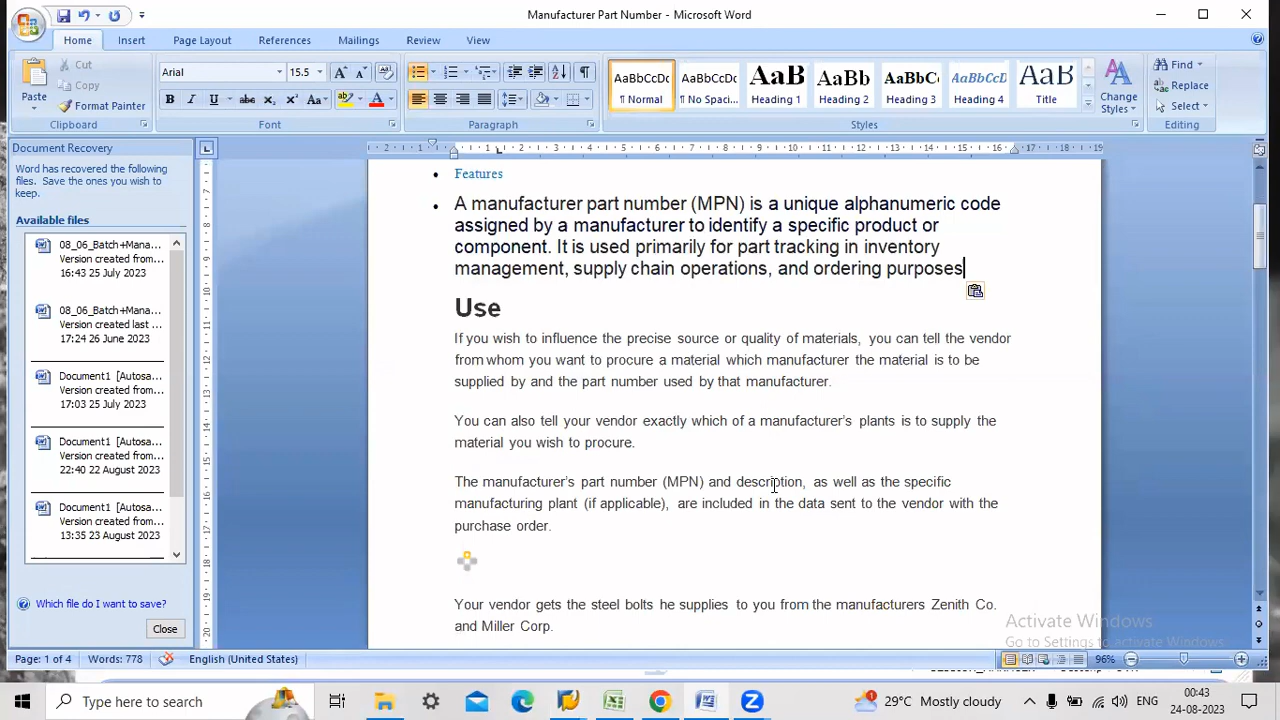 Manufacturer Part Number - Microsoft Word
Home Insert Page Layout References Mailings Review View
Cut
Copy
Format Painter
Paste
Clipboard
Arial 15.5
Font
Paragraph
AaBbCcDc AaBbCcDc AaB AaBb AaBbC AaBbCcD AaB
¶ Normal ¶ No Spaci... Heading 1 Heading 2 Heading 3 Heading 4 Title
Change Styles
Styles
Find
Replace
Select
Editing
Document Recovery
Word has recovered the following
files. Save the ones you wish to
keep.
Available files
08_06_Batch+Mana...
Version created from...
16:43 25 July 2023
08_06_Batch+Mana...
Version created last ...
17:24 26 June 2023
Document1 [Autosa...
Version created from...
17:03 25 July 2023
Document1 [Autosa...
Version created from...
22:40 22 August 2023
Document1 [Autosa...
Version created from...
13:35 23 August 2023
Which file do I want to save?
Close
Features
A manufacturer part number (MPN) is a unique alphanumeric code
assigned by a manufacturer to identify a specific product or
component. It is used primarily for part tracking in inventory
management, supply chain operations, and ordering purposes
Use
If you wish to influence the precise source or quality of materials, you can tell the vendor
from whom you want to procure a material which manufacturer the material is to be
supplied by and the part number used by that manufacturer.
You can also tell your vendor exactly which of a manufacturer's plants is to supply the
material you wish to procure.
The manufacturer's part number (MPN) and description, as well as the specific
manufacturing plant (if applicable), are included in the data sent to the vendor with the
purchase order.
Your vendor gets the steel bolts he supplies to you from the manufacturers Zenith Co.
and Miller Corp.
Activate Windows
Go to Settings to activate Windows.
Page: 1 of 4 Words: 778 English (United States) 96%
Type here to search
29°C Mostly cloudy
00:43
24-08-2023